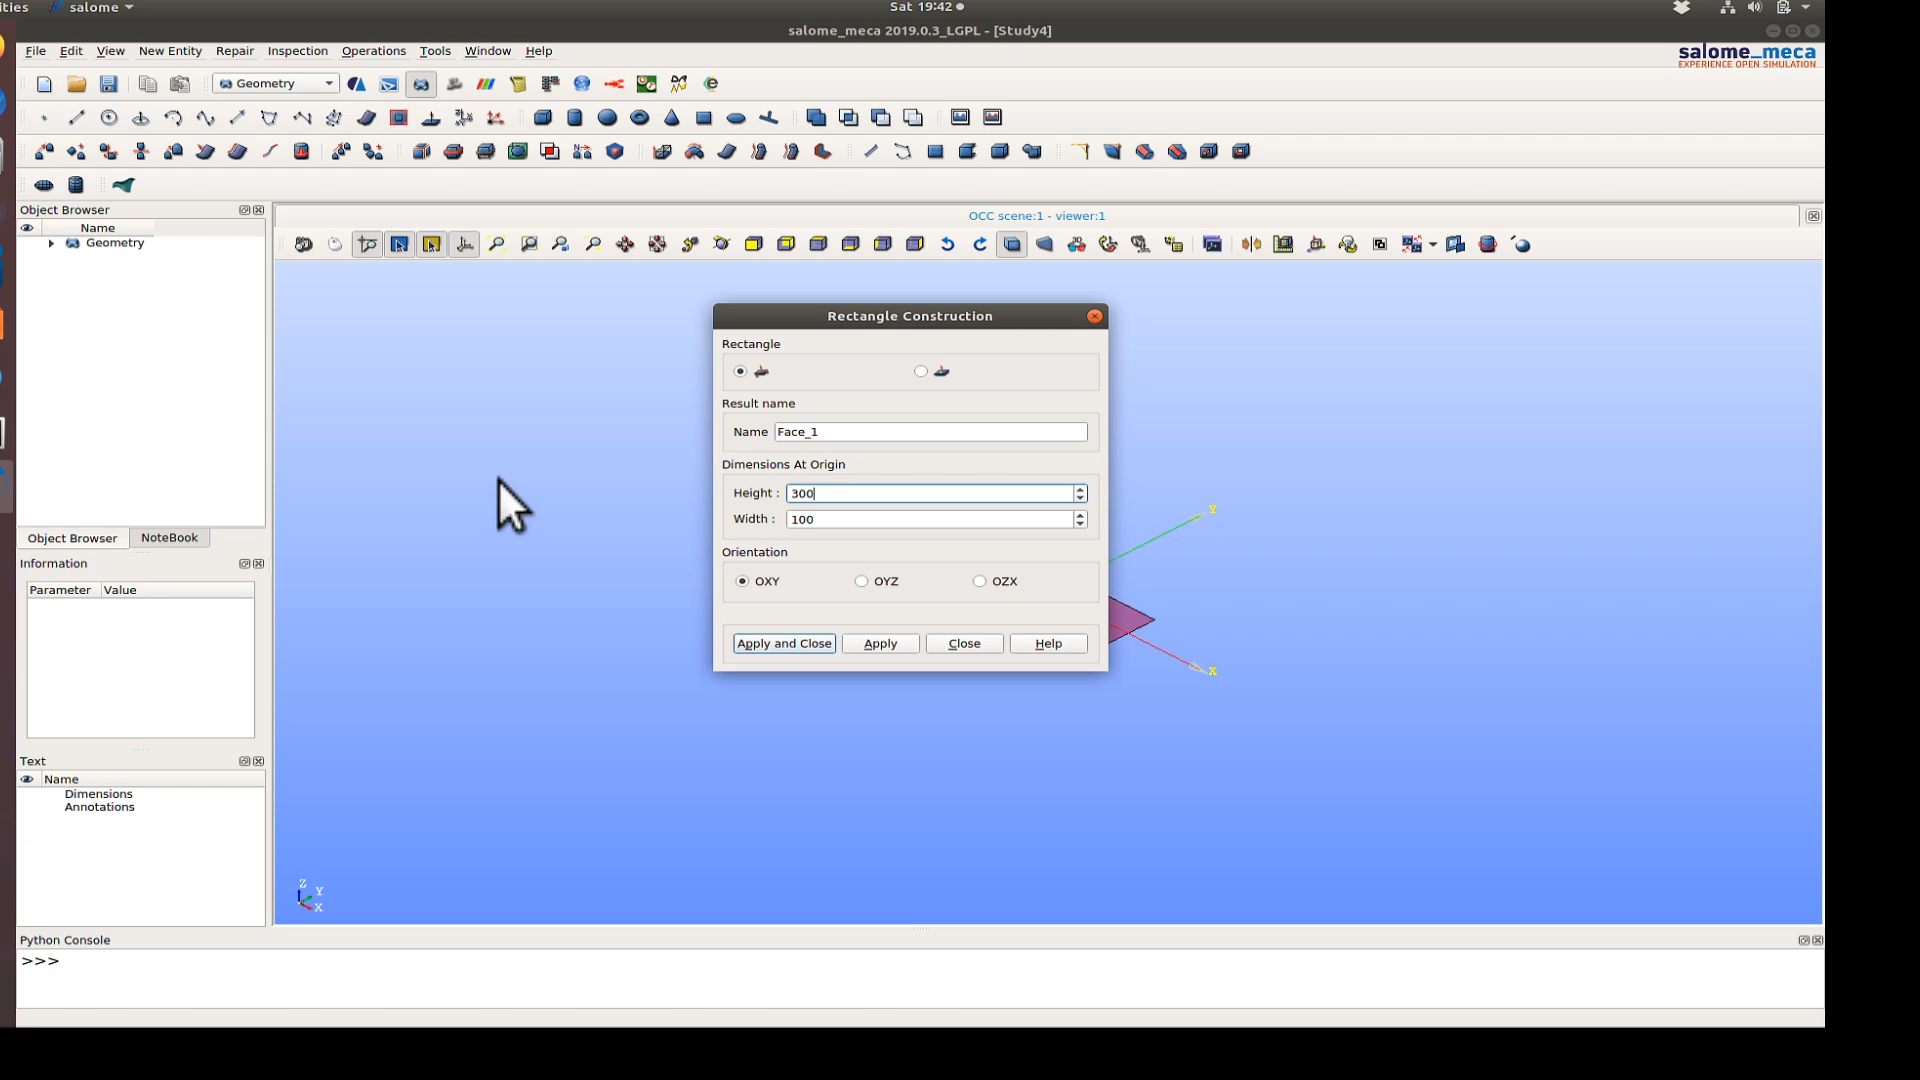 ities salome Sat 19:42
salome_meca 2019.0.3_LGPL - [Study4]
File Edit View New Entity Repair Inspection Operations Tools Window Help
salome_meca
EXPERIENCE OPEN SIMULATION
Geometry
Object Browser
Name
Geometry
OCC scene:1 - viewer:1
Rectangle Construction
Rectangle
Result name
Name Face_1
Dimensions At Origin
Height : 300
Width : 100
Orientation
OXY OYZ OZX
Apply and Close Apply Close Help
Y
X
Object Browser NoteBook
Information
Parameter Value
Text
Name
Dimensions
Annotations
Z
Y
X
Python Console
>>>